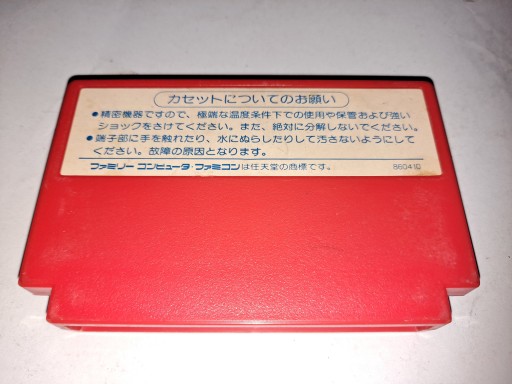 カセットについてのお願い
●精密機器ですので、極端な温度条件下での使用や保管および強い
ショックをさけてください。また、絶対に分解しないでください。
●端子部に手を触れたり、水にぬらしたりして汚さないようにして
ください。故障の原因となります。
ファミリーコンピュータ・ファミコンは任天堂の商標です。
860410